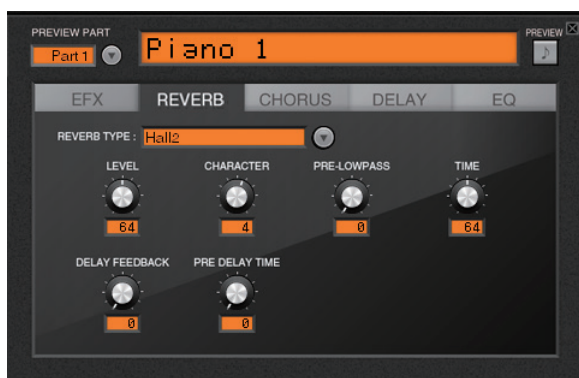 PREVIEW PART
Part 1
Piano 1
PREVIEW
EFX REVERB CHORUS DELAY EQ
REVERB TYPE : Hall2
LEVEL CHARACTER PRE-LOWPASS TIME
64 4 0 64
DELAY FEEDBACK PRE DELAY TIME
0 0